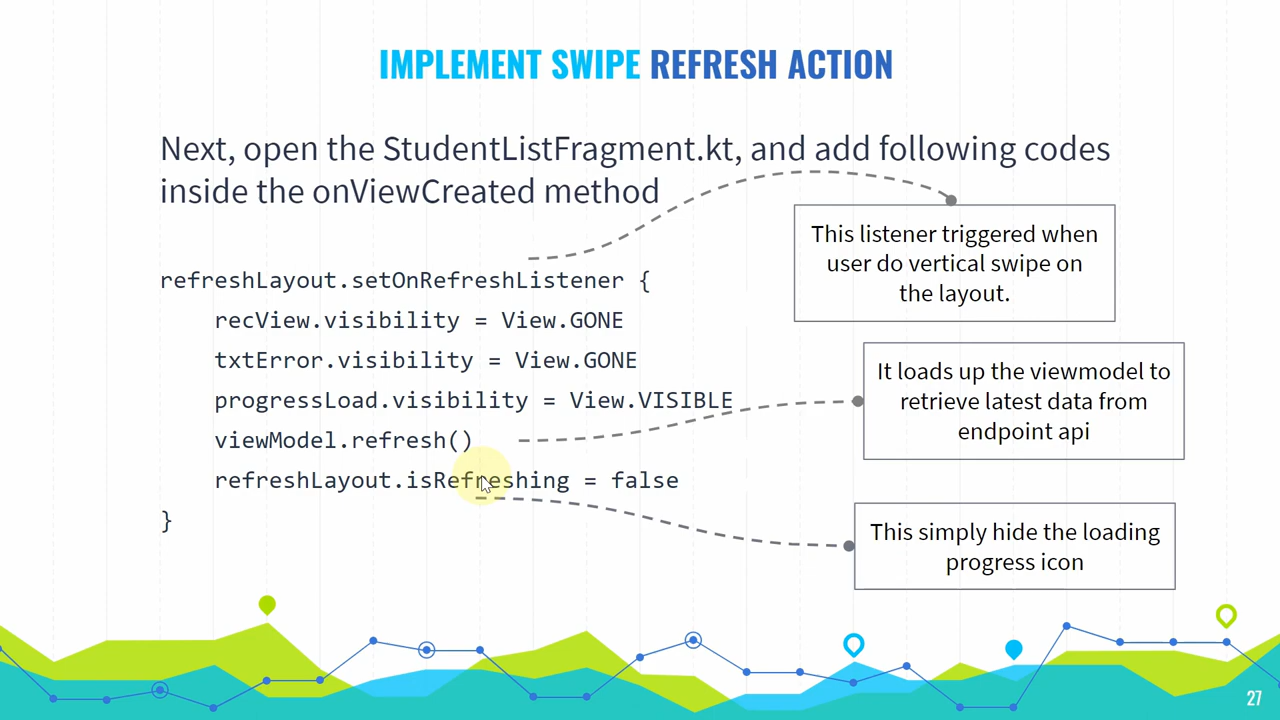 IMPLEMENT SWIPE REFRESH ACTION
Next, open the StudentListFragment.kt, and add following codes
inside the onViewCreated method
refreshLayout.setOnRefreshListener {
recView.visibility = View.GONE
txtError.visibility = View.GONE
progressLoad.visibility = View.VISIBLE
viewModel.refresh()
refreshLayout.isRefreshing = false
}
This listener triggered when
user do vertical swipe on
the layout.
It loads up the viewmodel to
retrieve latest data from
endpoint api
This simply hide the loading
progress icon
27